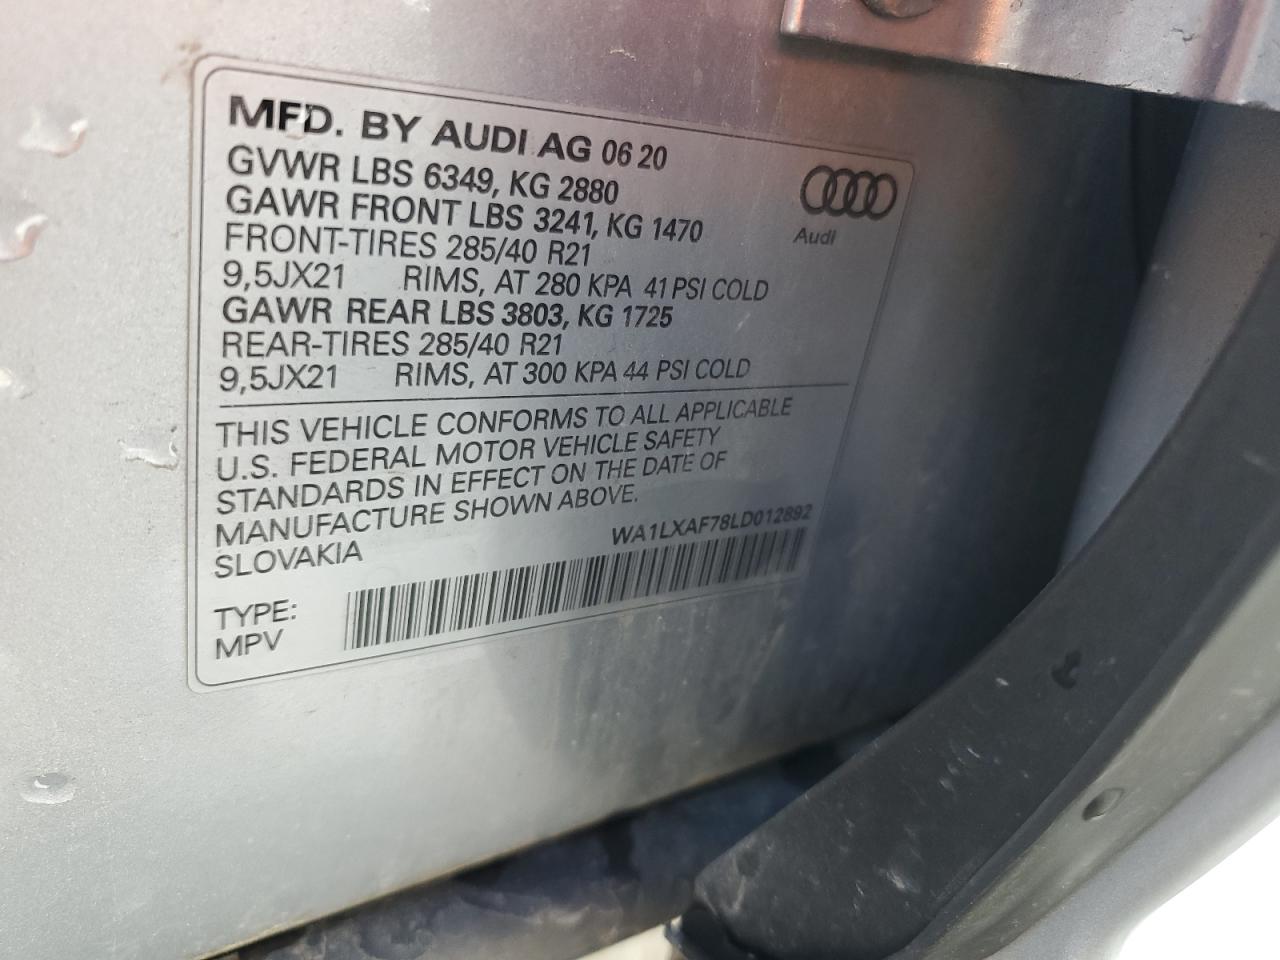 MFD. BY AUDI AG 06 20
GVWR LBS 6349, KG 2880
GAWR FRONT LBS 3241, KG 1470
FRONT-TIRES 285/40 R21
9,5JX21 RIMS, AT 280 KPA 41 PSI COLD
GAWR REAR LBS 3803, KG 1725
REAR-TIRES 285/40 R21
9,5JX21 RIMS, AT 300 KPA 44 PSI COLD
Audi
THIS VEHICLE CONFORMS TO ALL APPLICABLE
U.S. FEDERAL MOTOR VEHICLE SAFETY
STANDARDS IN EFFECT ON THE DATE OF
MANUFACTURE SHOWN ABOVE.
SLOVAKIA
WA1LXAF78LD012892
TYPE:
MPV